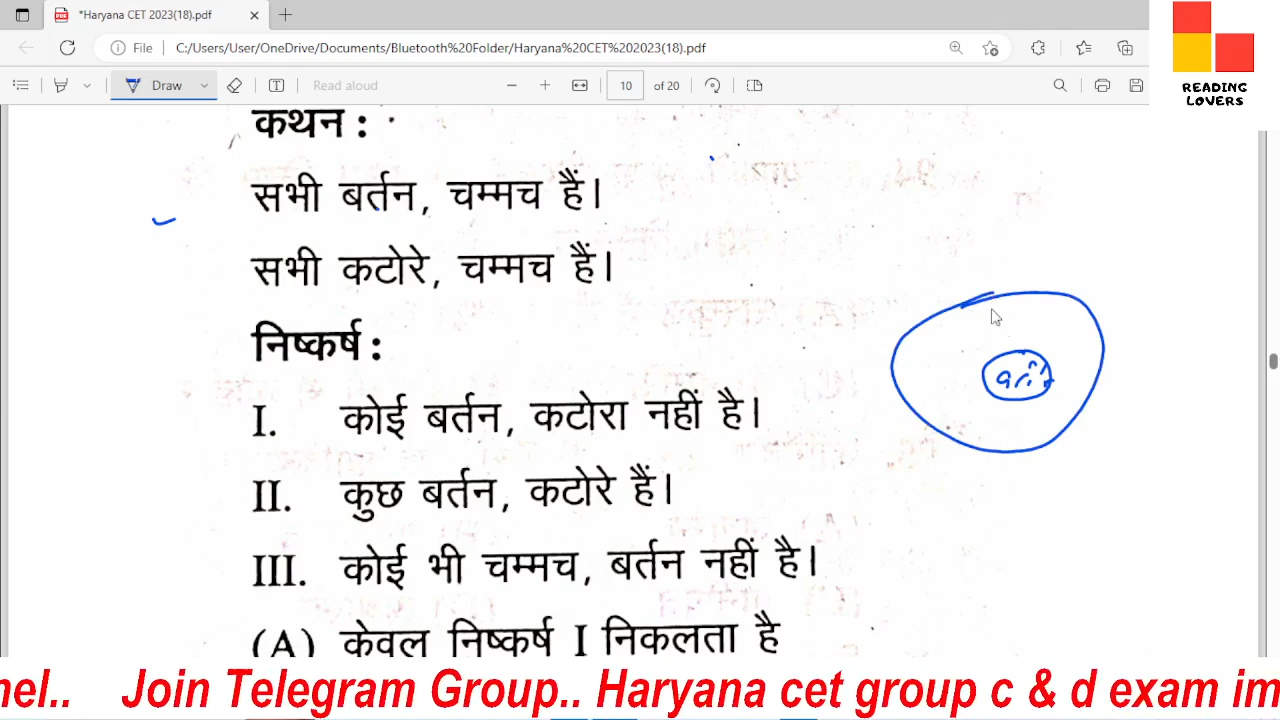 *Haryana CET 2023(18).pdf
File C:/Users/User/OneDrive/Documents/Bluetooth%20Folder/Haryana%20CET%202023(18).pdf
Draw Read aloud 10 of 20
READING
LOVERS
कथन :
सभी बर्तन, चम्मच हैं।
सभी कटोरे, चम्मच हैं।
निष्कर्ष :
I. कोई बर्तन, कटोरा नहीं है।
II. कुछ बर्तन, कटोरे हैं।
III. कोई भी चम्मच, बर्तन नहीं है।
(A) केवल निष्कर्ष I निकलता है
nel.. Join Telegram Group.. Haryana cet group c & d exam im